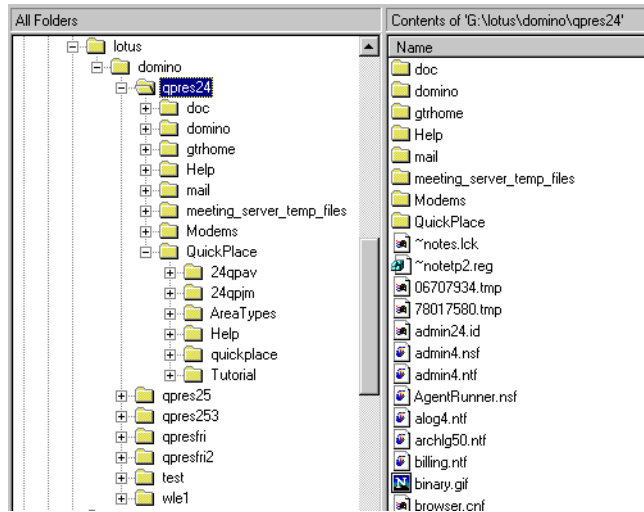 All Folders
lotus
domino
qpres24
doc
domino
gtrhome
Help
mail
meeting_server_temp_files
Modems
QuickPlace
24qpav
24qpjm
AreaTypes
Help
quickplace
Tutorial
qpres25
qpres253
qpresfri
qpresfri2
test
wle1
Contents of 'G:\lotus\domino\qpres24'
Name
doc
domino
gtrhome
Help
mail
meeting_server_temp_files
Modems
QuickPlace
~notes.lck
~notetp2.reg
06707934.tmp
78017580.tmp
admin24.id
admin4.nsf
admin4.ntf
AgentRunner.nsf
alog4.ntf
archlg50.ntf
billing.ntf
binary.gif
browser.cnf